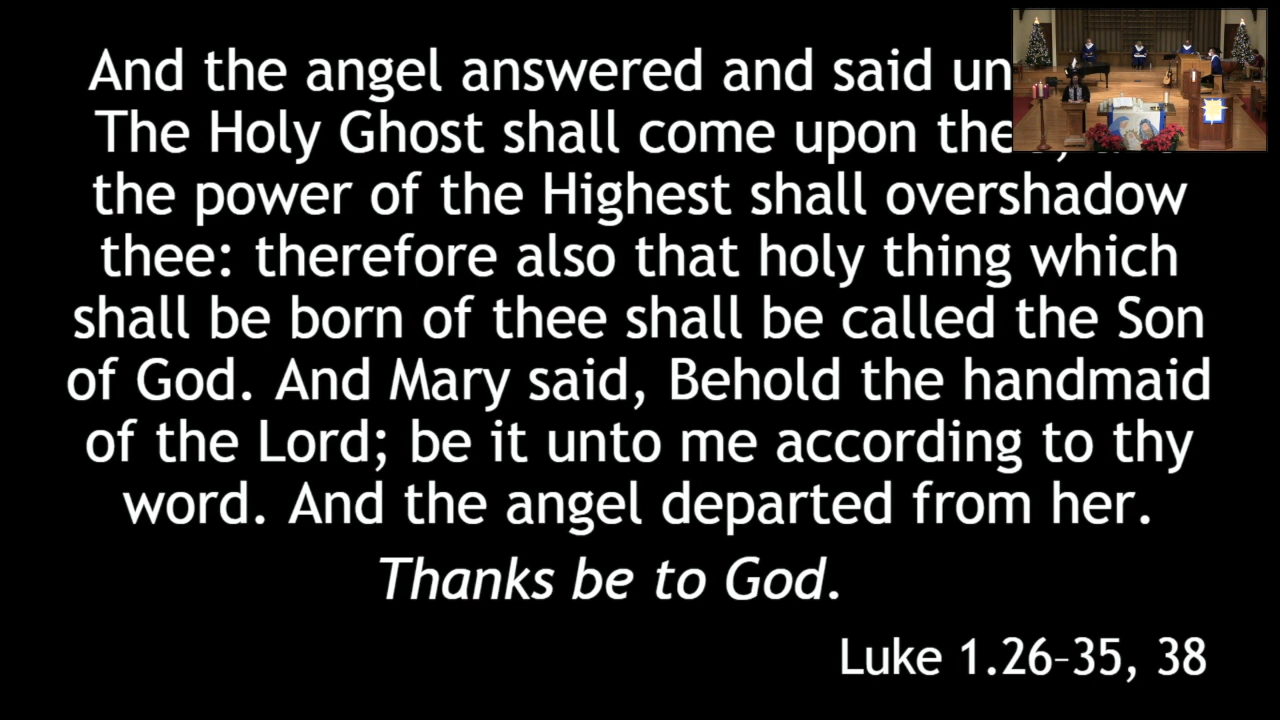 And the angel answered and said un
The Holy Ghost shall come upon the
the power of the Highest shall overshadow
thee: therefore also that holy thing which
shall be born of thee shall be called the Son
of God. And Mary said, Behold the handmaid
of the Lord; be it unto me according to thy
word. And the angel departed from her.
Thanks be to God.
Luke 1.26–35, 38